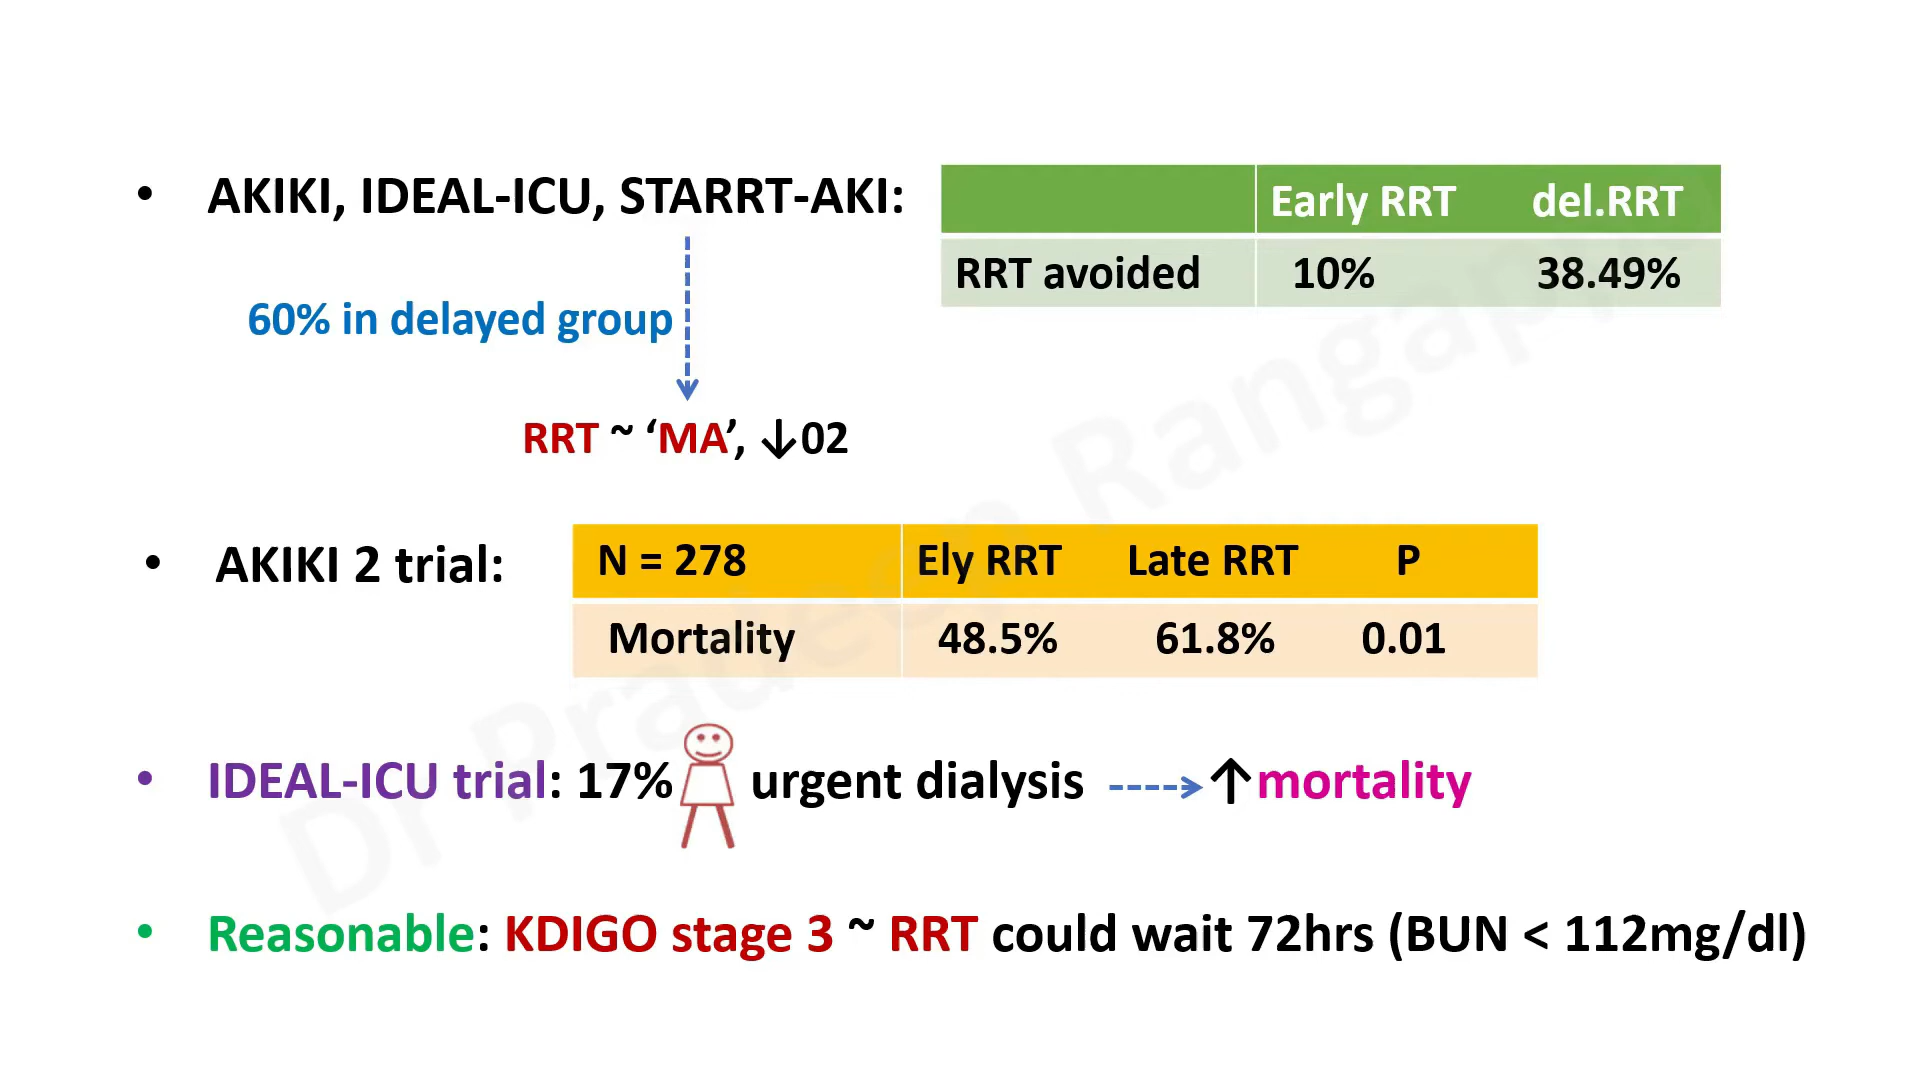 • AKIKI, IDEAL-ICU, STARRT-AKI:
Early RRT del.RRT
RRT avoided 10% 38.49%
60% in delayed group
RRT ~ ‘MA’, ↓02
• AKIKI 2 trial:
N = 278 Ely RRT Late RRT P
Mortality 48.5% 61.8% 0.01
• IDEAL-ICU trial: 17% urgent dialysis ↑mortality
• Reasonable: KDIGO stage 3 ~ RRT could wait 72hrs (BUN < 112mg/dl)